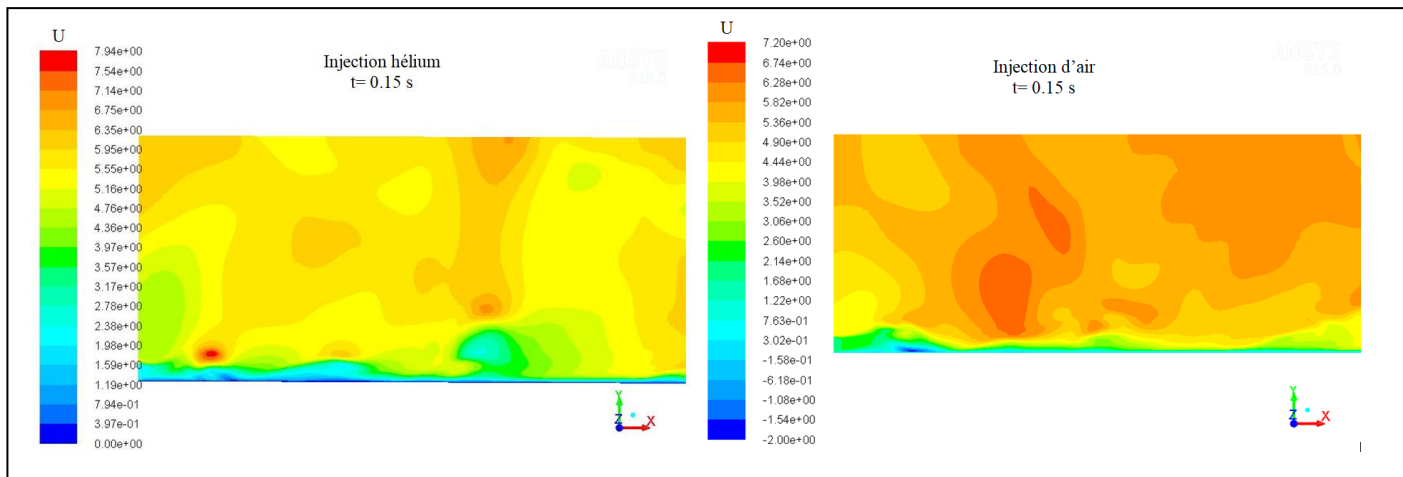 U
7.94e+00
7.54e+00
7.14e+00
6.75e+00
6.35e+00
5.95e+00
5.55e+00
5.16e+00
4.76e+00
4.36e+00
3.97e+00
3.57e+00
3.17e+00
2.78e+00
2.38e+00
1.98e+00
1.59e+00
1.19e+00
7.94e-01
3.97e-01
0.00e+00
Injection hélium
t= 0.15 s
Y
Z
X
U
7.20e+00
6.74e+00
6.28e+00
5.82e+00
5.36e+00
4.90e+00
4.44e+00
3.98e+00
3.52e+00
3.06e+00
2.60e+00
2.14e+00
1.68e+00
1.22e+00
7.63e-01
3.02e-01
-1.58e-01
-6.18e-01
-1.08e+00
-1.54e+00
-2.00e+00
Injection d’air
t= 0.15 s
Y
Z
X